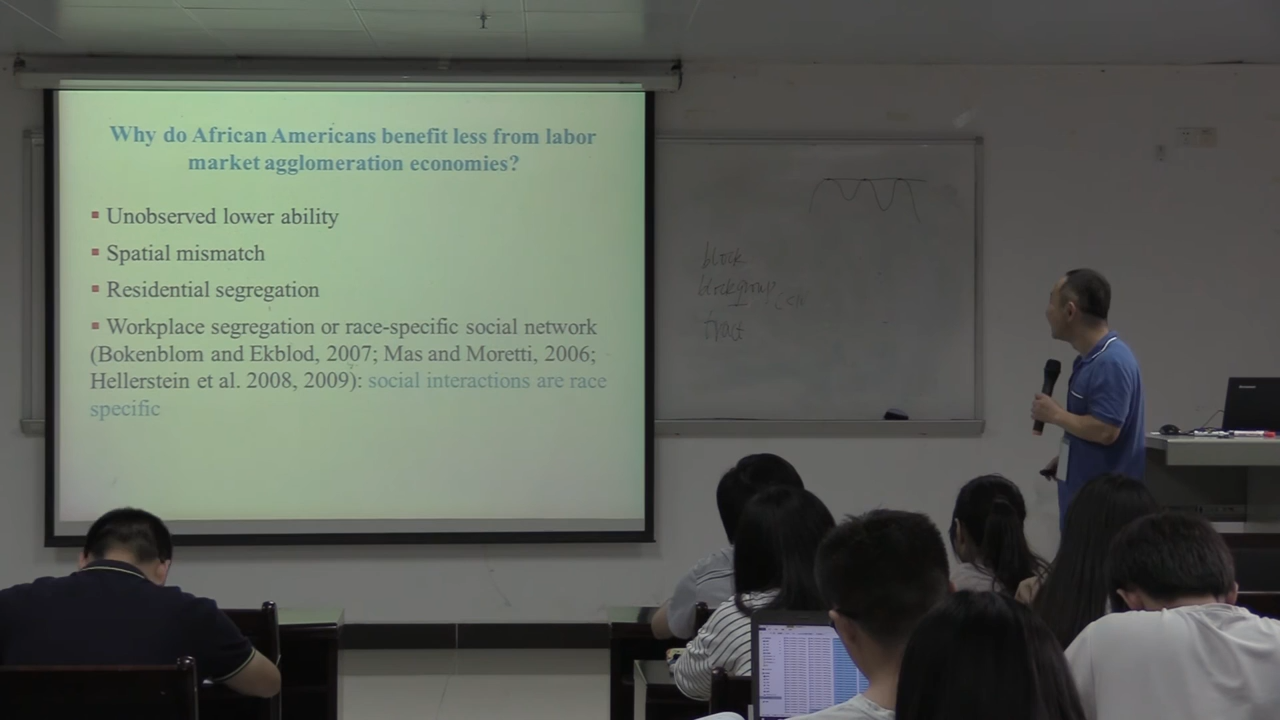 Why do African Americans benefit less from labor
market agglomeration economies?
▪ Unobserved lower ability
▪ Spatial mismatch
▪ Residential segregation
▪ Workplace segregation or race-specific social network
(Bokenblom and Ekblod, 2007; Mas and Moretti, 2006;
Hellerstein et al. 2008, 2009): social interactions are race
specific
block
blockgroup
tract